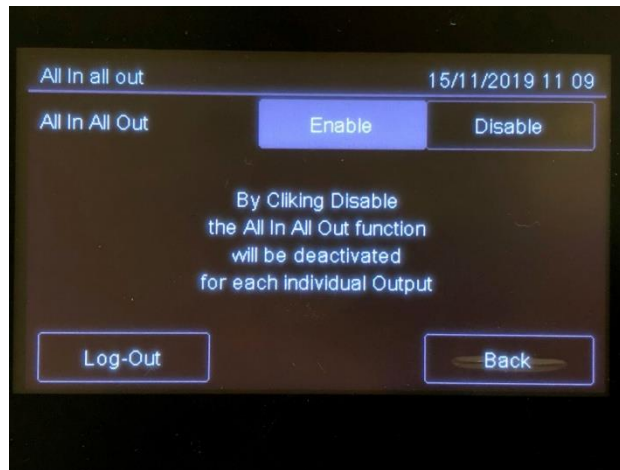 All In all out
15/11/2019 11 09
All In All Out
Enable
Disable
By Cliking Disable
the All In All Out function
will be deactivated
for each individual Output
Log-Out
Back